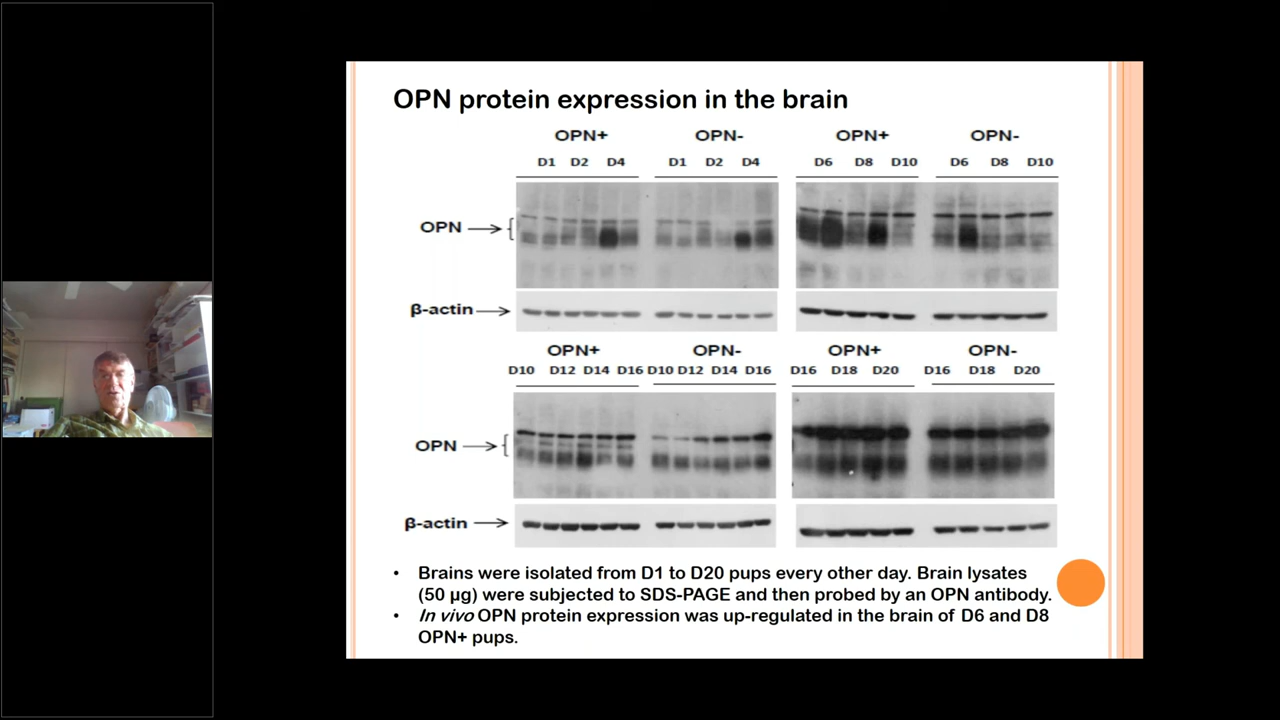 OPN protein expression in the brain
OPN+ OPN- OPN+ OPN-
D1 D2 D4 D1 D2 D4 D6 D8 D10 D6 D8 D10
OPN
β-actin
OPN+ OPN- OPN+ OPN-
D10 D12 D14 D16 D10 D12 D14 D16 D16 D18 D20 D16 D18 D20
OPN
β-actin
• Brains were isolated from D1 to D20 pups every other day. Brain lysates
(50 µg) were subjected to SDS-PAGE and then probed by an OPN antibody.
• In vivo OPN protein expression was up-regulated in the brain of D6 and D8
OPN+ pups.